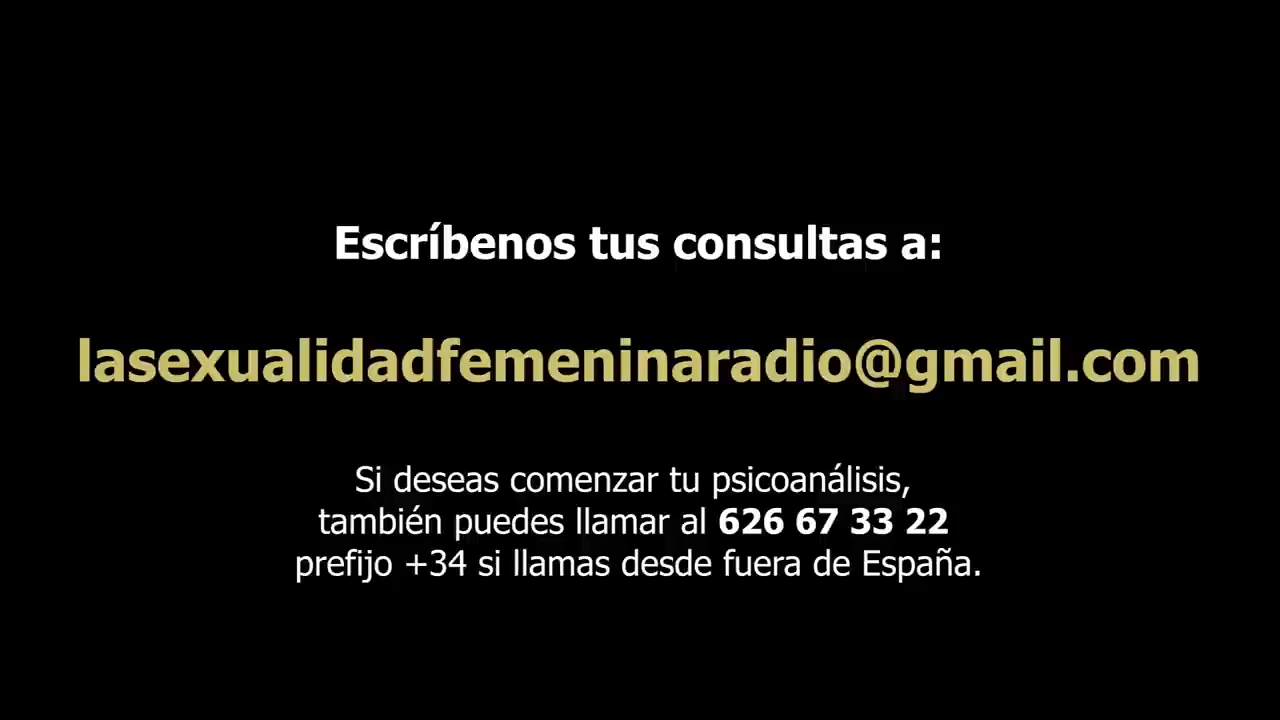 Escríbenos tus consultas a:
lasexualidadfemeninaradio@gmail.com
Si deseas comenzar tu psicoanálisis,
también puedes llamar al 626 67 33 22
prefijo +34 si llamas desde fuera de España.